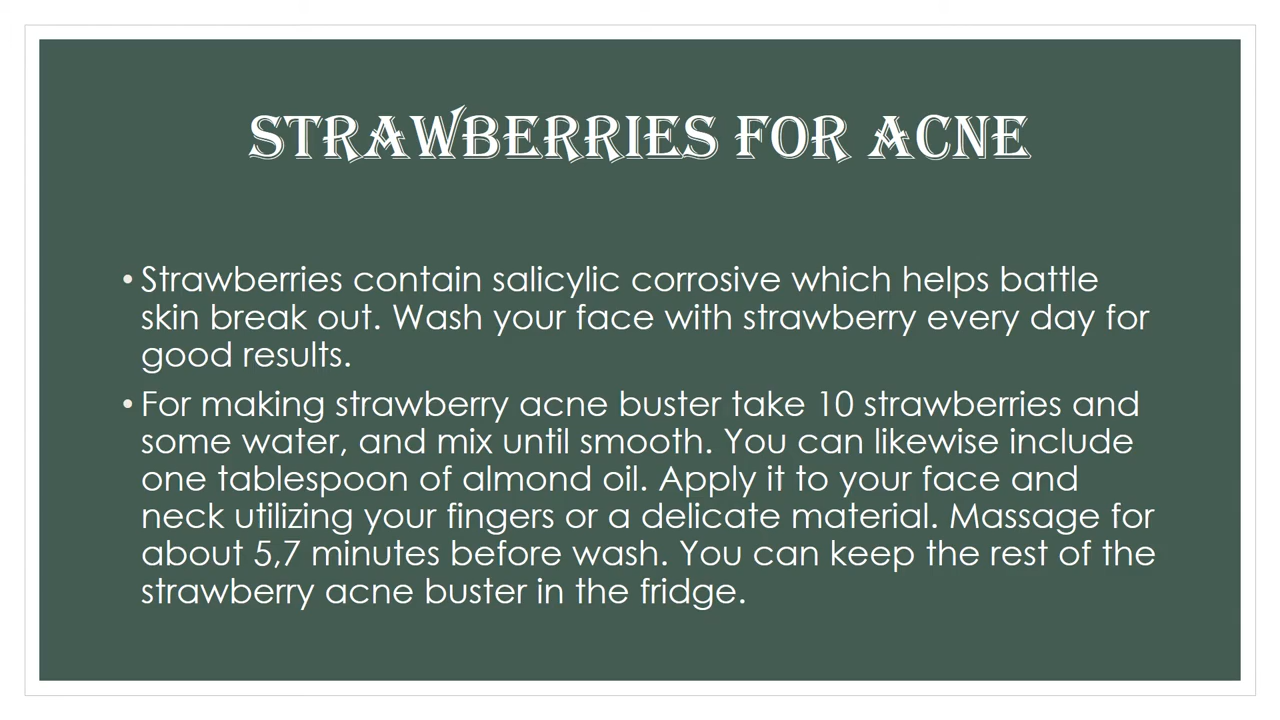 STRAWBERRIES FOR ACNE
• Strawberries contain salicylic corrosive which helps battle
skin break out. Wash your face with strawberry every day for
good results.
• For making strawberry acne buster take 10 strawberries and
some water, and mix until smooth. You can likewise include
one tablespoon of almond oil. Apply it to your face and
neck utilizing your fingers or a delicate material. Massage for
about 5,7 minutes before wash. You can keep the rest of the
strawberry acne buster in the fridge.